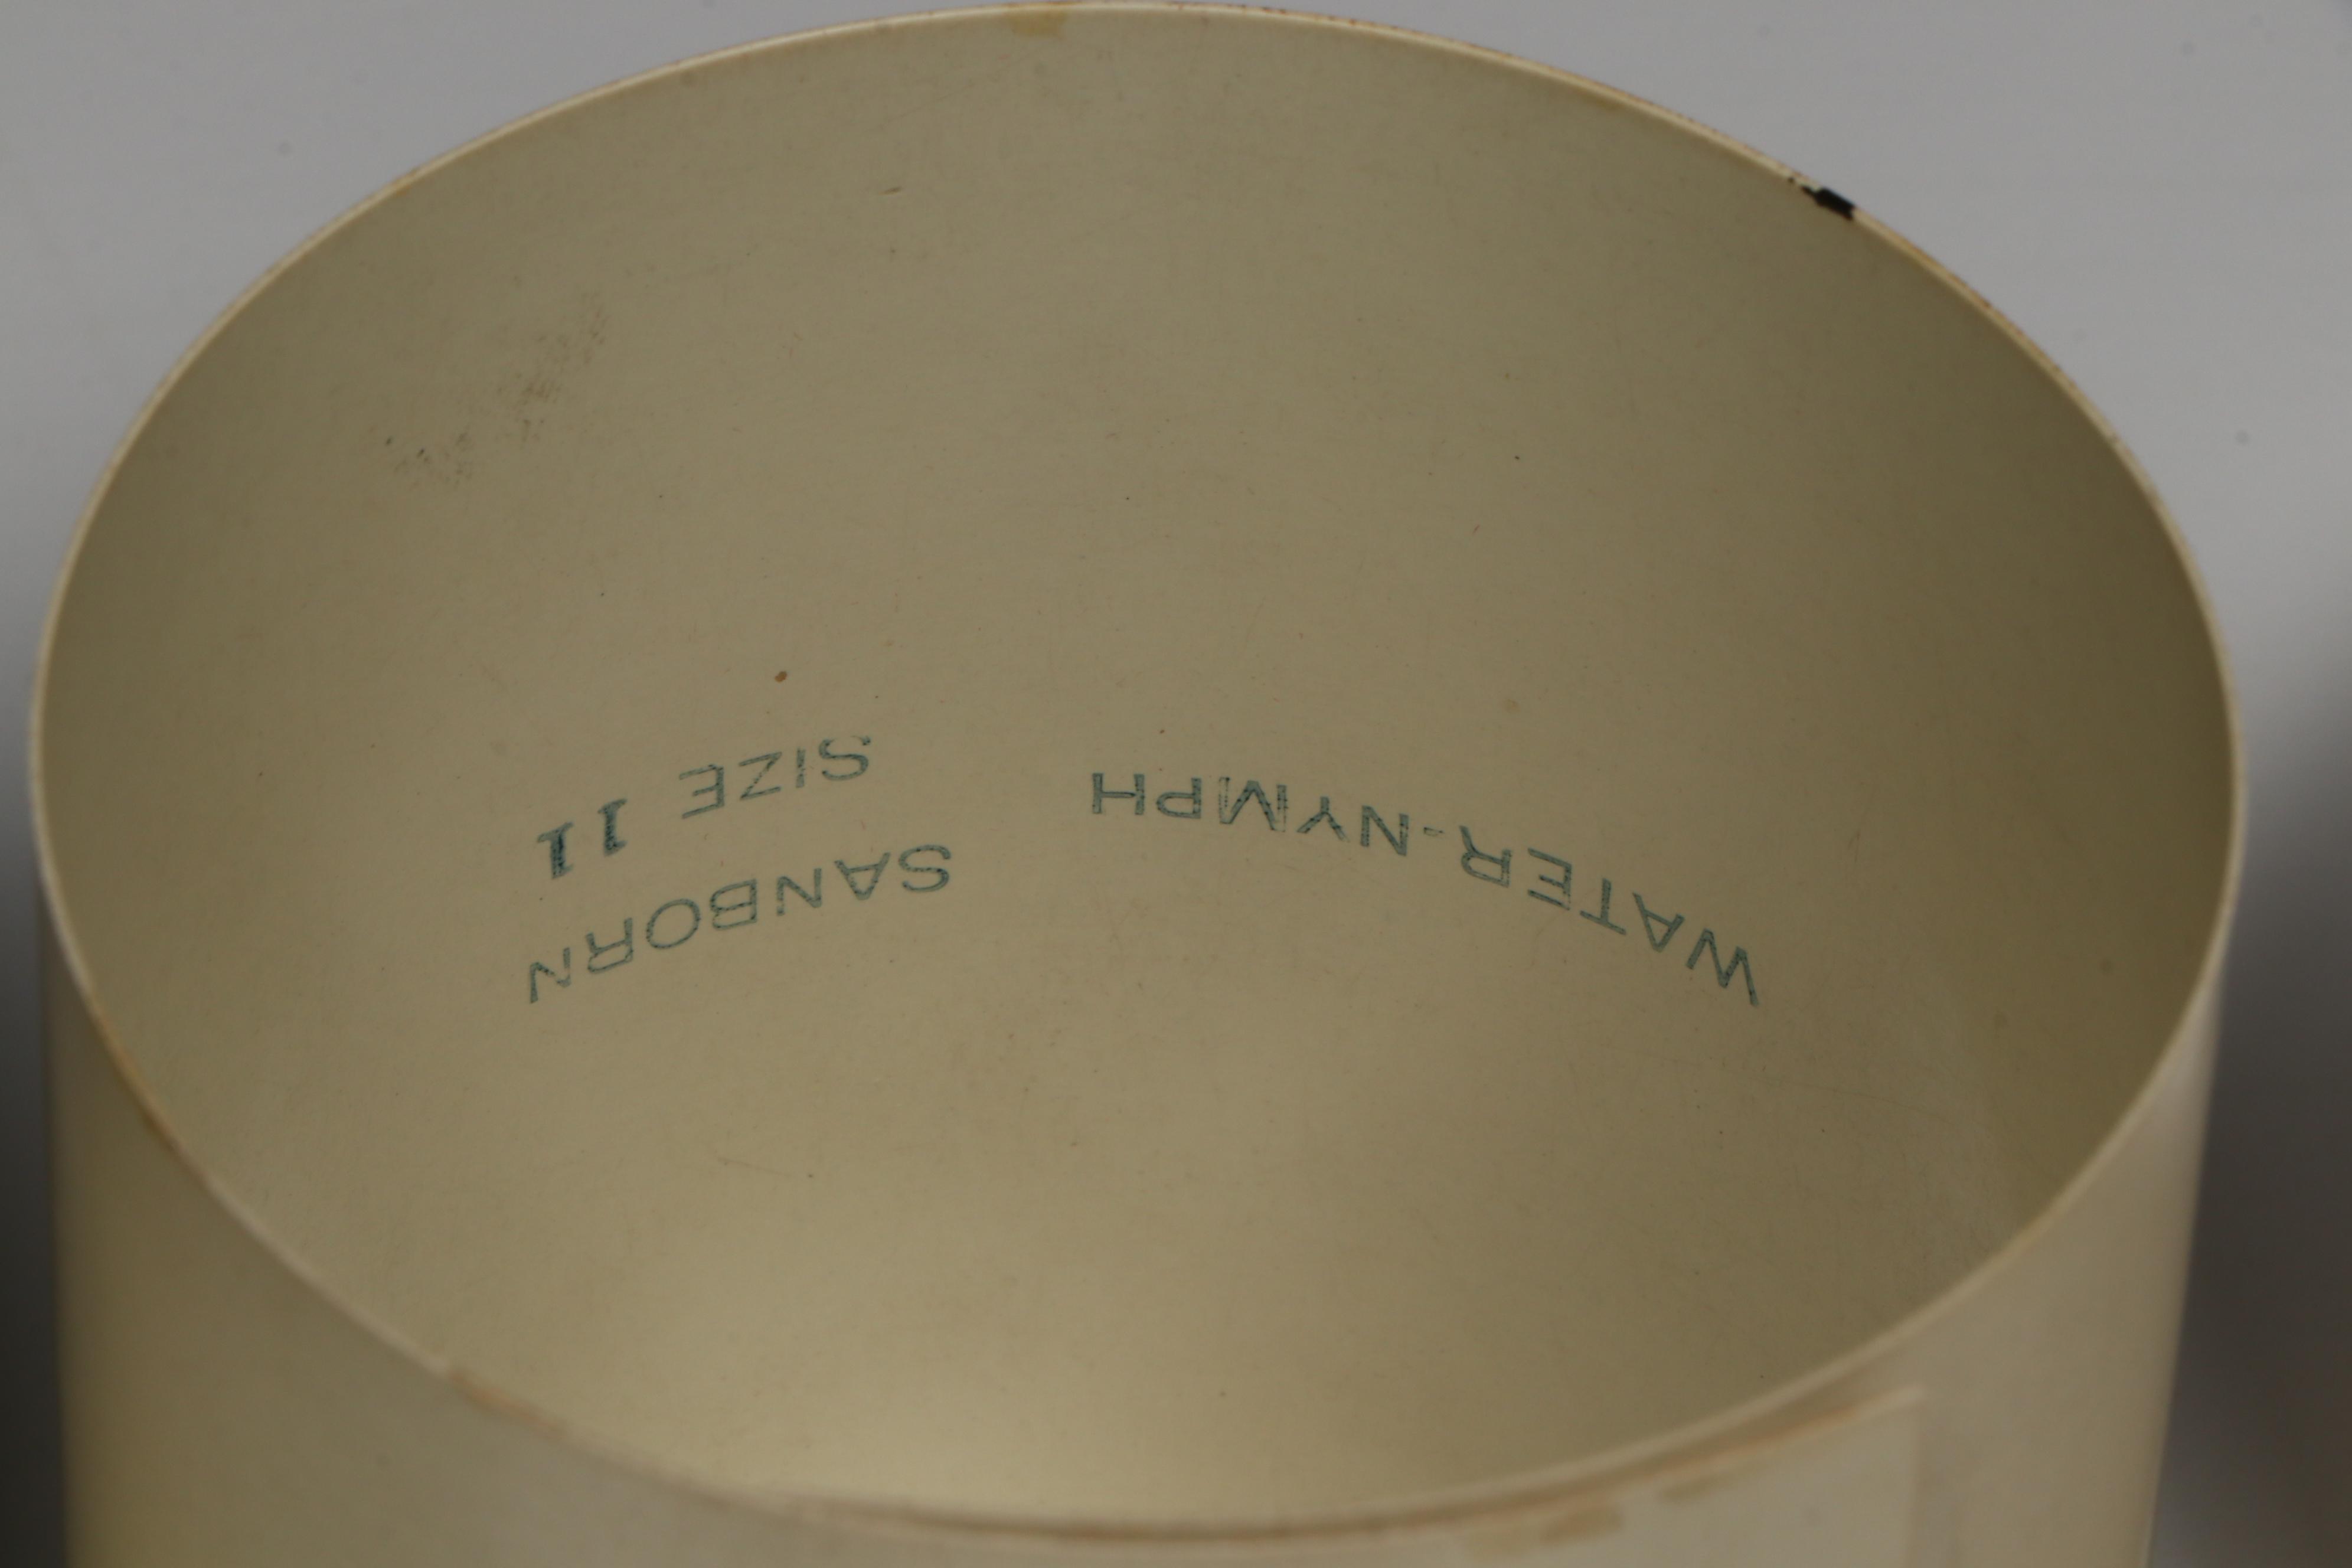 WATER-NYMPH
SANBORN
SIZE 11